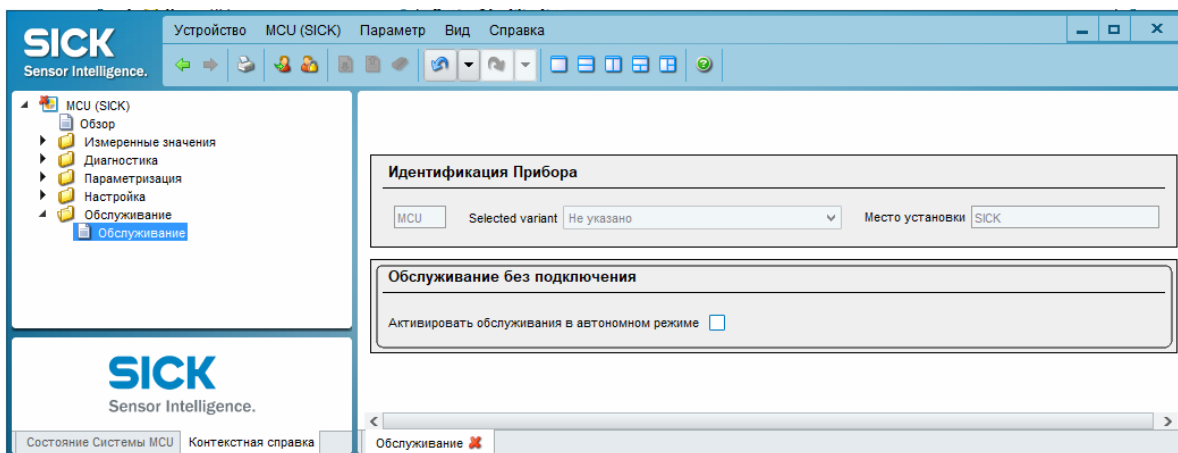 SICK
Sensor Intelligence.
Устройство MCU (SICK) Параметр Вид Справка
MCU (SICK)
Обзор
Измеренные значения
Диагностика
Параметризация
Настройка
Обслуживание
Обслуживание
Идентификация Прибора
MCU Selected variant Не указано Место установки SICK
Обслуживание без подключения
Активировать обслуживания в автономном режиме
SICK
Sensor Intelligence.
Состояние Системы MCU Контекстная справка
Обслуживание